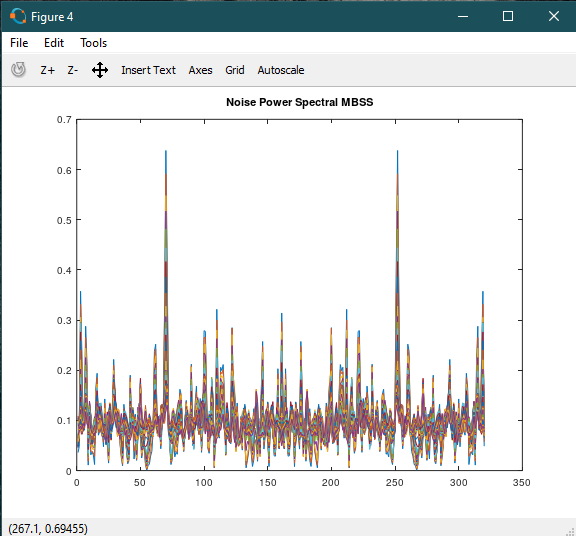 Figure 4
File Edit Tools
Z+ Z- Insert Text Axes Grid Autoscale
Noise Power Spectral MBSS
0.7
0.6
0.5
0.4
0.3
0.2
0.1
0
0 50 100 150 200 250 300 350
(267.1, 0.69455)